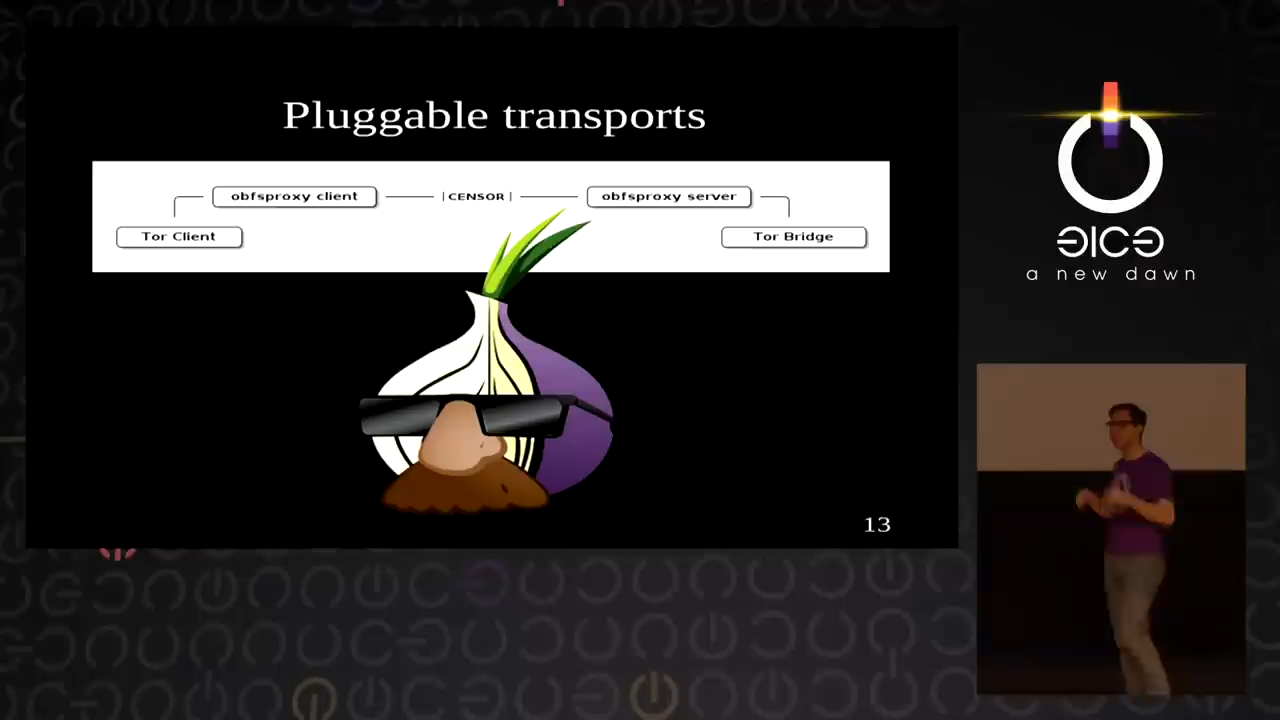 Pluggable transports
obfsproxy client
|CENSOR|
obfsproxy server
Tor Client
Tor Bridge
13
a new dawn